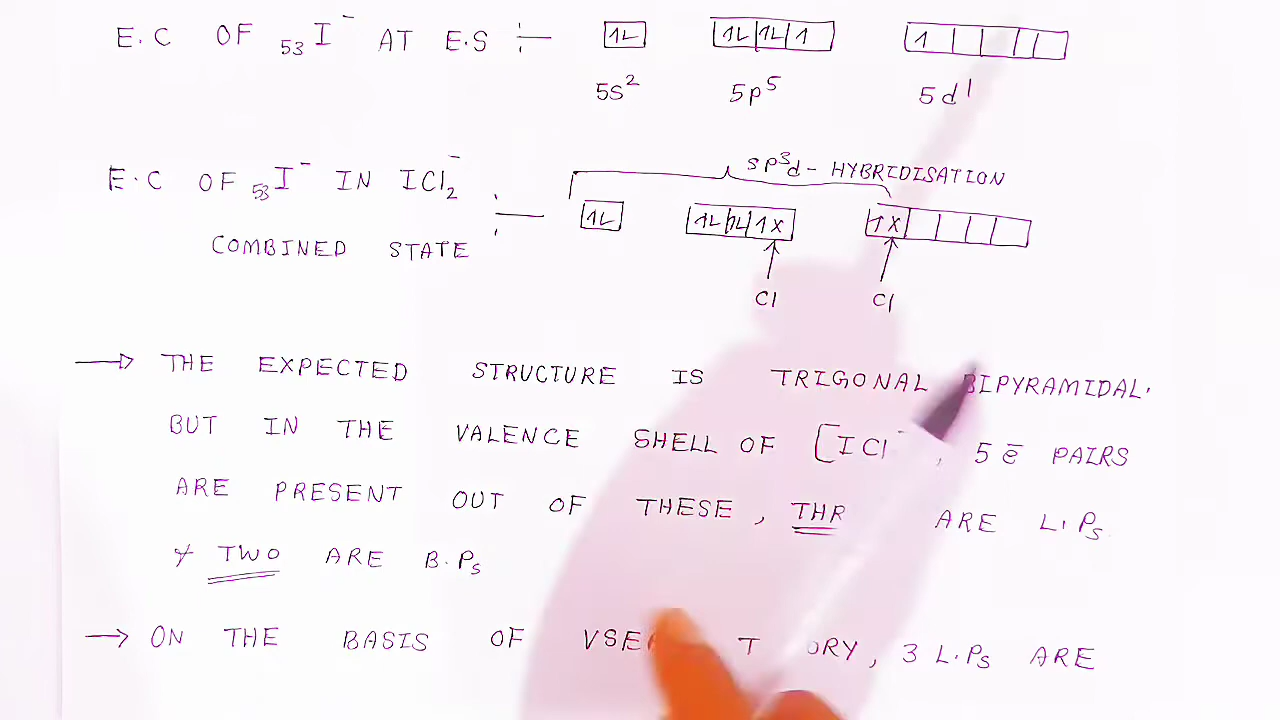 E.C OF 53I⁻ AT E.S :— 1L 1L 1L 1 1
5s² 5p⁵ 5d¹
sp³d - HYBRIDISATION
E.C OF 53I⁻ IN ICl₂⁻ :— 1L 1L 1L 1X 1X
COMBINED STATE
Cl Cl
→ THE EXPECTED STRUCTURE IS TRIGONAL BIPYRAMIDAL.
BUT IN THE VALENCE SHELL OF [ICl⁻, 5 ē PAIRS
ARE PRESENT OUT OF THESE, ARE L.Ps
& TWO ARE B.Ps
→ ON THE BASIS OF , 3 L.Ps ARE